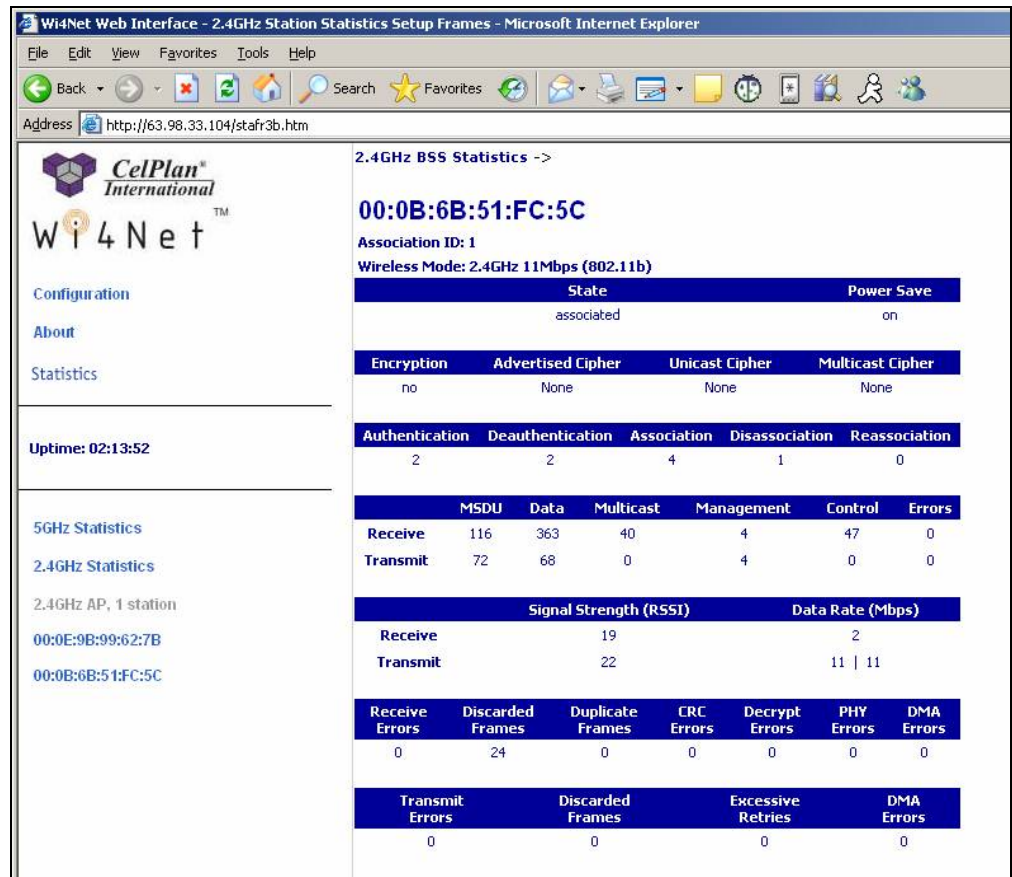 Wi4Net Web Interface - 2.4GHz Station Statistics Setup Frames - Microsoft Internet Explorer
File Edit View Favorites Tools Help
Back Search Favorites
Address http://63.98.33.104/stafr3b.htm
CelPlan®
International
Wi4Net™
Configuration
About
Statistics
Uptime: 02:13:52
5GHz Statistics
2.4GHz Statistics
2.4GHz AP, 1 station
00:0E:9B:99:62:7B
00:0B:6B:51:FC:5C
2.4GHz BSS Statistics ->
00:0B:6B:51:FC:5C
Association ID: 1
Wireless Mode: 2.4GHz 11Mbps (802.11b)
State Power Save
associated on
Encryption Advertised Cipher Unicast Cipher Multicast Cipher
no None None None
Authentication Deauthentication Association Disassociation Reassociation
2 2 4 1 0
MSDU Data Multicast Management Control Errors
Receive 116 363 40 4 47 0
Transmit 72 68 0 4 0 0
Signal Strength (RSSI) Data Rate (Mbps)
Receive 19 2
Transmit 22 11 | 11
Receive Errors Discarded Frames Duplicate Frames CRC Errors Decrypt Errors PHY Errors DMA Errors
0 24 0 0 0 0 0
Transmit Errors Discarded Frames Excessive Retries DMA Errors
0 0 0 0